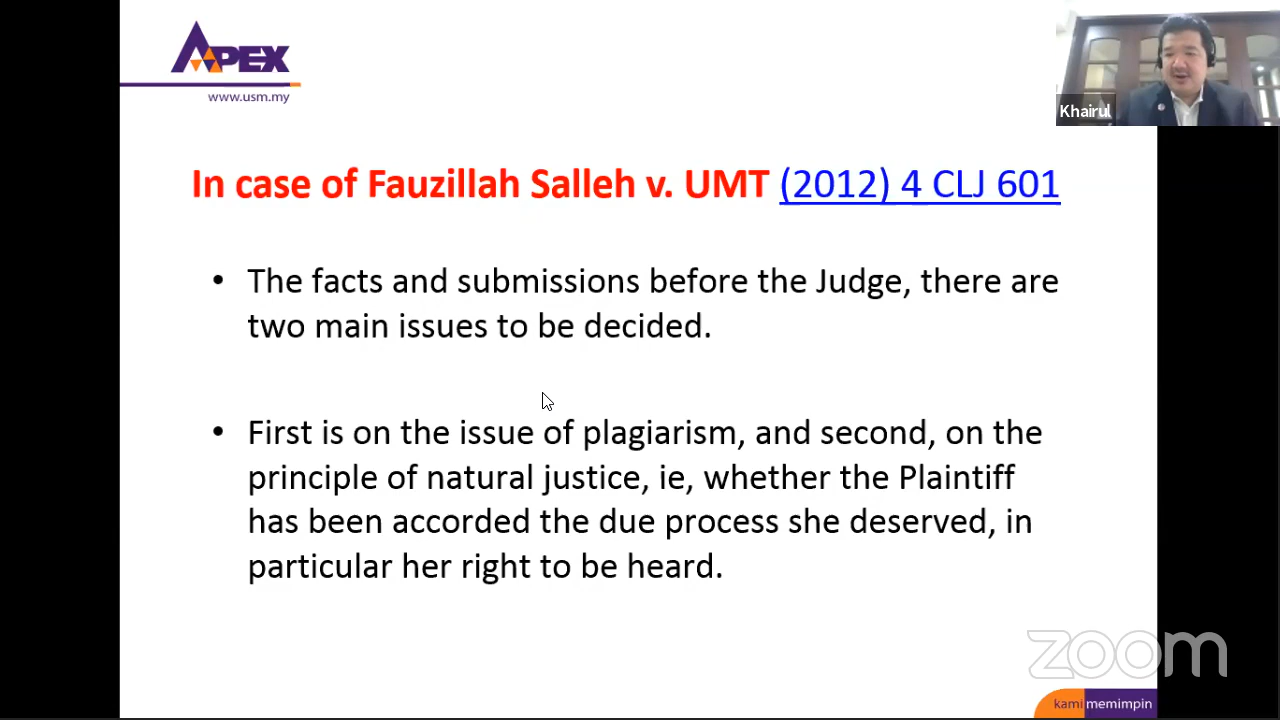 APEX
www.usm.my
Khairul
In case of Fauzillah Salleh v. UMT (2012) 4 CLJ 601
• The facts and submissions before the Judge, there are
two main issues to be decided.
• First is on the issue of plagiarism, and second, on the
principle of natural justice, ie, whether the Plaintiff
has been accorded the due process she deserved, in
particular her right to be heard.
zoom
kami memimpin